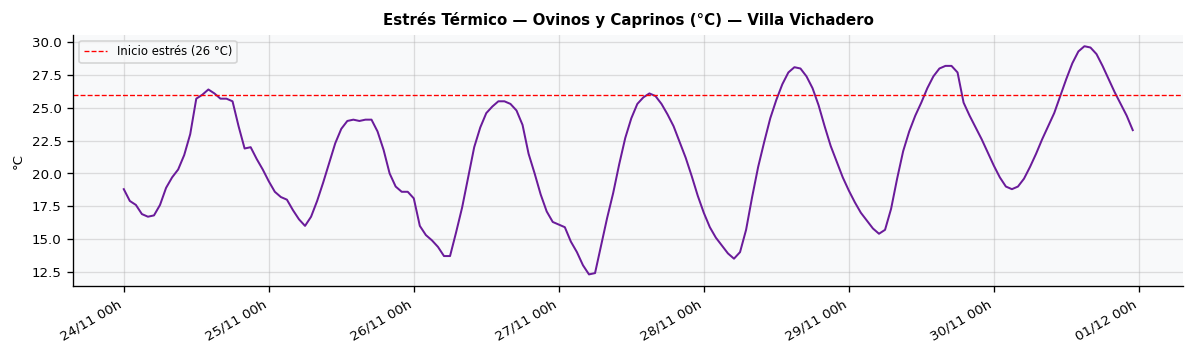 Estrés Térmico — Ovinos y Caprinos (°C) — Villa Vichadero
Inicio estrés (26 °C)
°C
30.0
27.5
25.0
22.5
20.0
17.5
15.0
12.5
24/11 00h
25/11 00h
26/11 00h
27/11 00h
28/11 00h
29/11 00h
30/11 00h
01/12 00h